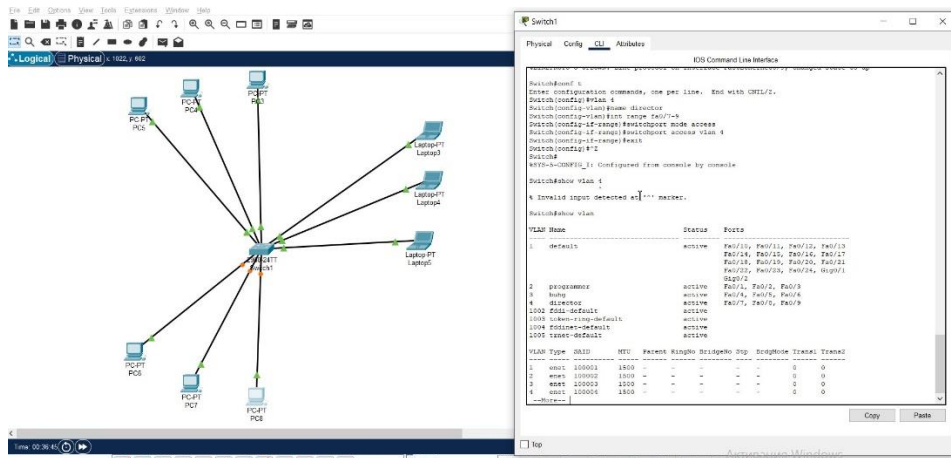 File Edit Options View Tools Extensions Window Help
Logical Physical x: 1022, y: 602
PC-PT
PC5
PC-PT
PC4
PC-PT
PC3
Laptop-PT
Laptop3
Laptop-PT
Laptop4
Laptop-PT
Laptop5
2960-24TT
Switch1
PC-PT
PC6
PC-PT
PC7
PC-PT
PC8
Time: 00:36:45
Switch1
Physical Config CLI Attributes
IOS Command Line Interface
Switch#conf t
Enter configuration commands, one per line. End with CNTL/Z.
Switch(config)#vlan 4
Switch(config-vlan)#name director
Switch(config-vlan)#int range fa0/7-9
Switch(config-if-range)#switchport mode access
Switch(config-if-range)#switchport access vlan 4
Switch(config-if-range)#exit
Switch(config)#^Z
Switch#
%SYS-5-CONFIG_I: Configured from console by console
Switch#show vlan 4
^
% Invalid input detected at '^' marker.
Switch#show vlan
VLAN Name Status Ports
1 default active Fa0/10, Fa0/11, Fa0/12, Fa0/13
Fa0/14, Fa0/15, Fa0/16, Fa0/17
Fa0/18, Fa0/19, Fa0/20, Fa0/21
Fa0/22, Fa0/23, Fa0/24, Gig0/1
Gig0/2
2 programmer active Fa0/1, Fa0/2, Fa0/3
3 buhg active Fa0/4, Fa0/5, Fa0/6
4 director active Fa0/7, Fa0/8, Fa0/9
1002 fddi-default active
1003 token-ring-default active
1004 fddinet-default active
1005 trnet-default active
VLAN Type SAID MTU Parent RingNo BridgeNo Stp BrdgMode Trans1 Trans2
1 enet 100001 1500 - - - - - 0 0
2 enet 100002 1500 - - - - - 0 0
3 enet 100003 1500 - - - - - 0 0
4 enet 100004 1500 - - - - - 0 0
--More--
Copy Paste
Top
Активация Windows